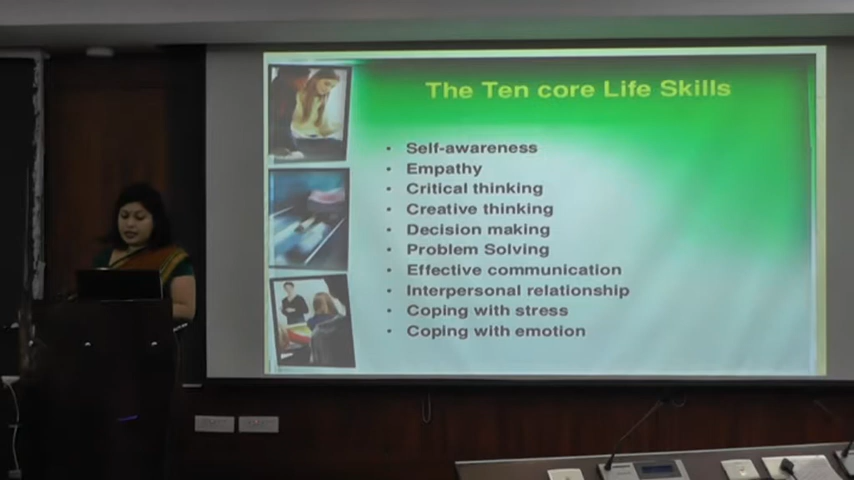 The Ten core Life Skills
• Self-awareness
• Empathy
• Critical thinking
• Creative thinking
• Decision making
• Problem Solving
• Effective communication
• Interpersonal relationship
• Coping with stress
• Coping with emotion